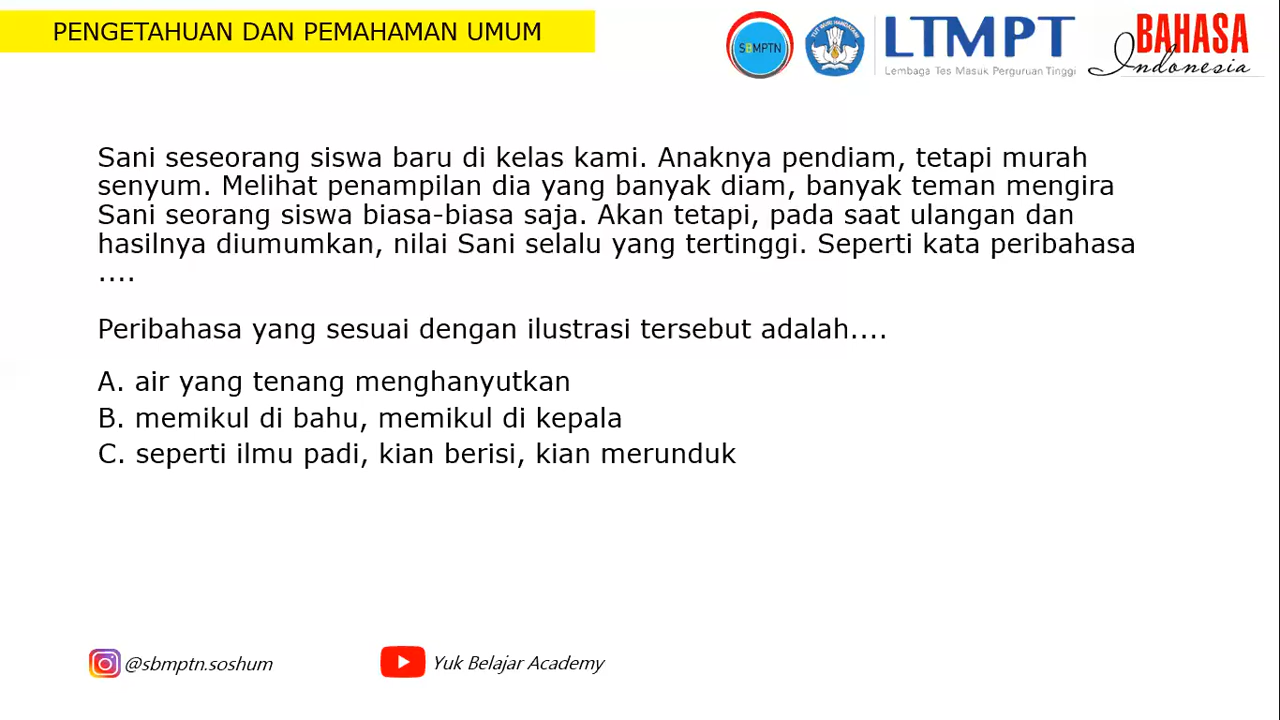 PENGETAHUAN DAN PEMAHAMAN UMUM
SBMPTN
TUT WURI HANDAYANI
LTMPT
Lembaga Tes Masuk Perguruan Tinggi
BAHASA
Indonesia
Sani seseorang siswa baru di kelas kami. Anaknya pendiam, tetapi murah
senyum. Melihat penampilan dia yang banyak diam, banyak teman mengira
Sani seorang siswa biasa-biasa saja. Akan tetapi, pada saat ulangan dan
hasilnya diumumkan, nilai Sani selalu yang tertinggi. Seperti kata peribahasa
....
Peribahasa yang sesuai dengan ilustrasi tersebut adalah....
A. air yang tenang menghanyutkan
B. memikul di bahu, memikul di kepala
C. seperti ilmu padi, kian berisi, kian merunduk
@sbmptn.soshum
Yuk Belajar Academy